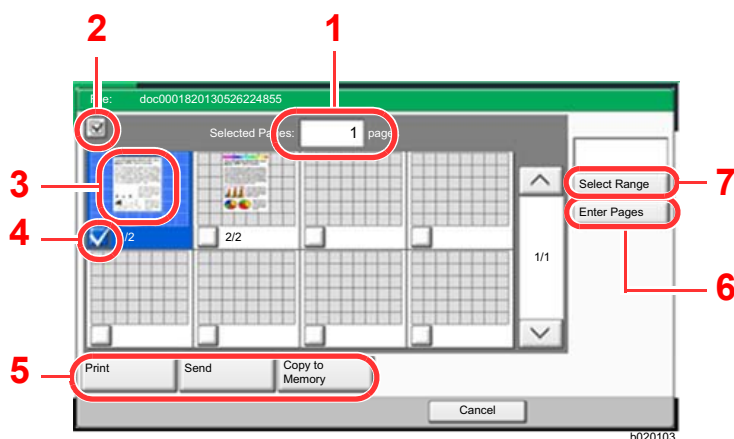 2
1
File: doc0001820130526224855
Selected Pages: 1 page
3
7
Select Range
4
1/2
2/2
Enter Pages
1/1
6
5
Print
Send
Copy to
Memory
Cancel
b020103